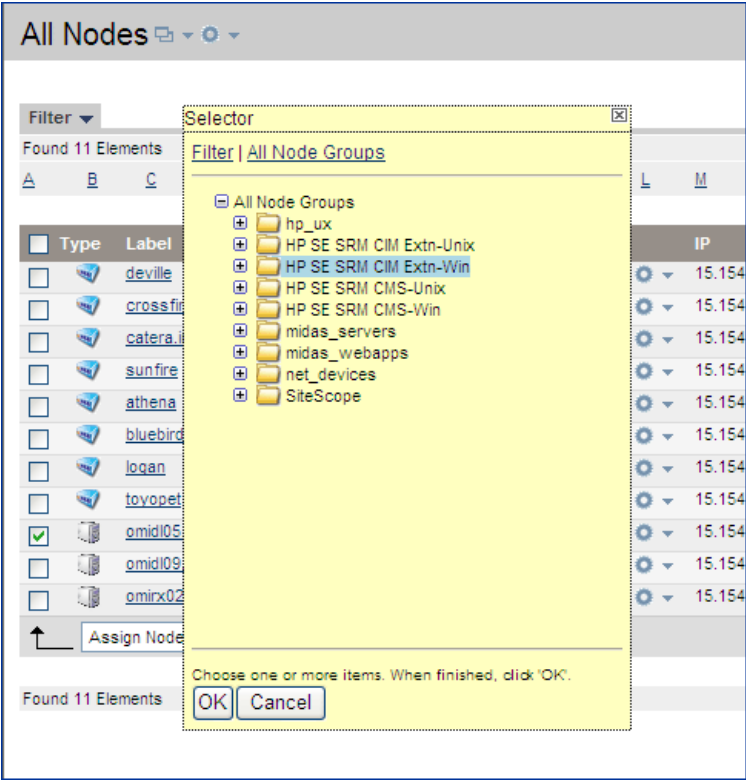 All Nodes
Filter
Found 11 Elements
A B C L M
Type Label IP
deville 15.154
crossfir 15.154
catera.i 15.154
sunfire 15.154
athena 15.154
bluebird 15.154
logan 15.154
toyopet 15.154
omidl05 15.154
omidl09 15.154
omirx02 15.154
Assign Node
Found 11 Elements
Selector
Filter | All Node Groups
All Node Groups
hp_ux
HP SE SRM CIM Extn-Unix
HP SE SRM CIM Extn-Win
HP SE SRM CMS-Unix
HP SE SRM CMS-Win
midas_servers
midas_webapps
net_devices
SiteScope
Choose one or more items. When finished, click 'OK'.
OK Cancel